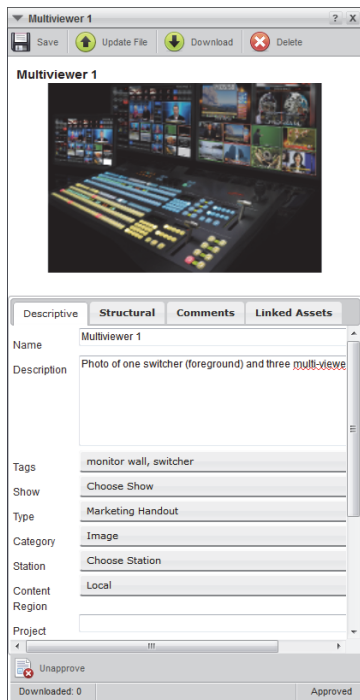 Multiviewer 1 ? X
Save Update File Download Delete
Multiviewer 1
Descriptive Structural Comments Linked Assets
Name Multiviewer 1
Description Photo of one switcher (foreground) and three multi-viewe
Tags monitor wall, switcher
Show Choose Show
Type Marketing Handout
Category Image
Station Choose Station
Content Local
Region
Project
Unapprove
Downloaded: 0 Approved